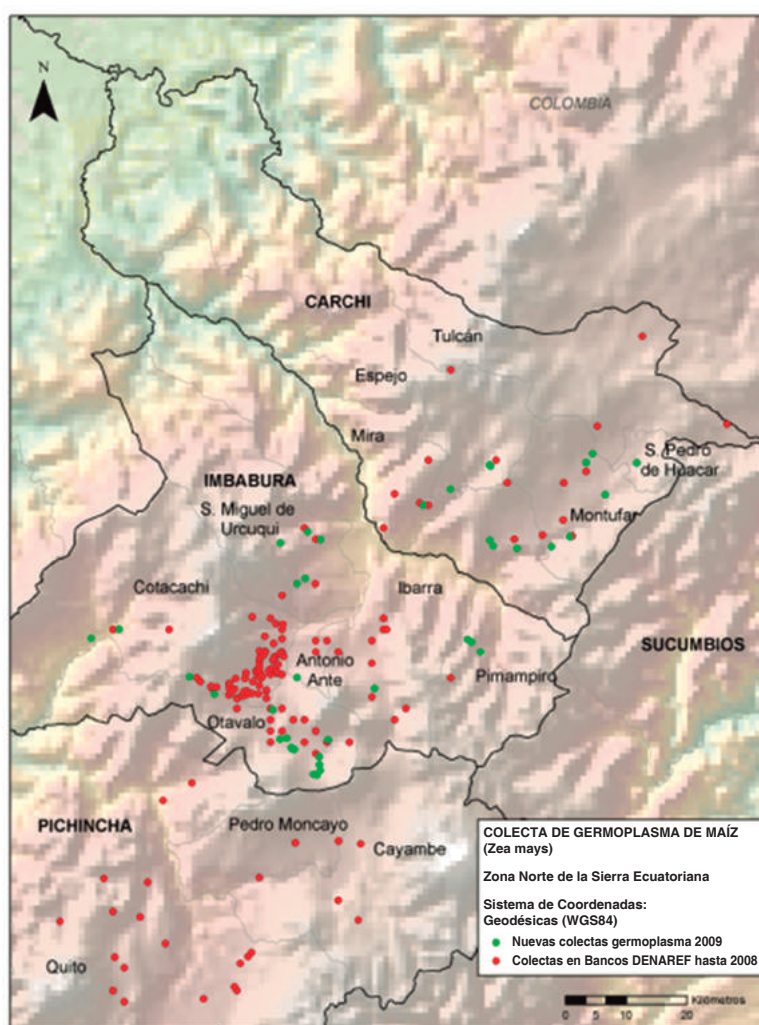 N
COLOMBIA
CARCHI
Tulcán
Espejo
Mira
S. Pedro
de Huacar
IMBABURA
S. Miguel de
Urcuqui
Montufar
Cotacachi
Ibarra
SUCUMBIOS
Antonio
Ante
Pimampiro
Otavalo
PICHINCHA
Pedro Moncayo
Cayambe
Quito
COLECTA DE GERMOPLASMA DE MAÍZ
(Zea mays)
Zona Norte de la Sierra Ecuatoriana
Sistema de Coordenadas:
Geodésicas (WGS84)
Nuevas colectas germoplasma 2009
Colectas en Bancos DENAREF hasta 2008
Kilómetros
0 5 10 20